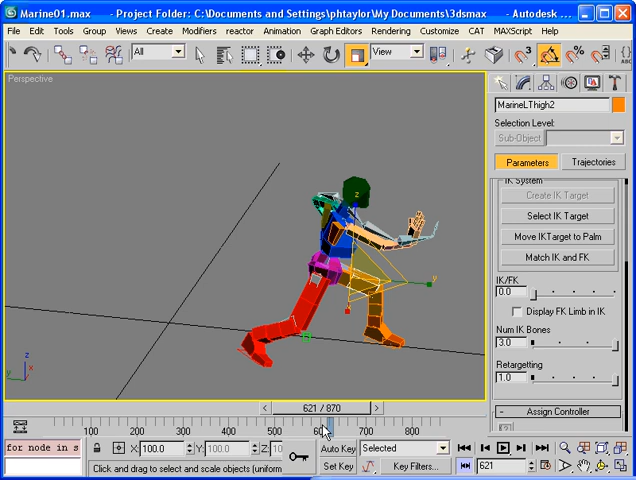 Marine01.max - Project Folder: C:\Documents and Settings\phtaylor\My Documents\3dsmax - Autodesk ...
File Edit Tools Group Views Create Modifiers reactor Animation Graph Editors Rendering Customize CAT MAXScript Help
All View
Perspective
MarineLThigh2
Selection Level:
Sub-Object
Parameters Trajectories
IK System
Create IK Target
Select IK Target
Move IKTarget to Palm
Match IK and FK
IK/FK
0.0
Display FK Limb in IK
Num IK Bones
3.0
Retargetting
1.0
Assign Controller
z
y
621 / 870
100 200 300 400 500 700 800
for node in s X: 100.0 Y: 100.0 Z: Auto Key Selected
Click and drag to select and scale objects (uniform Set Key Key Filters... 621